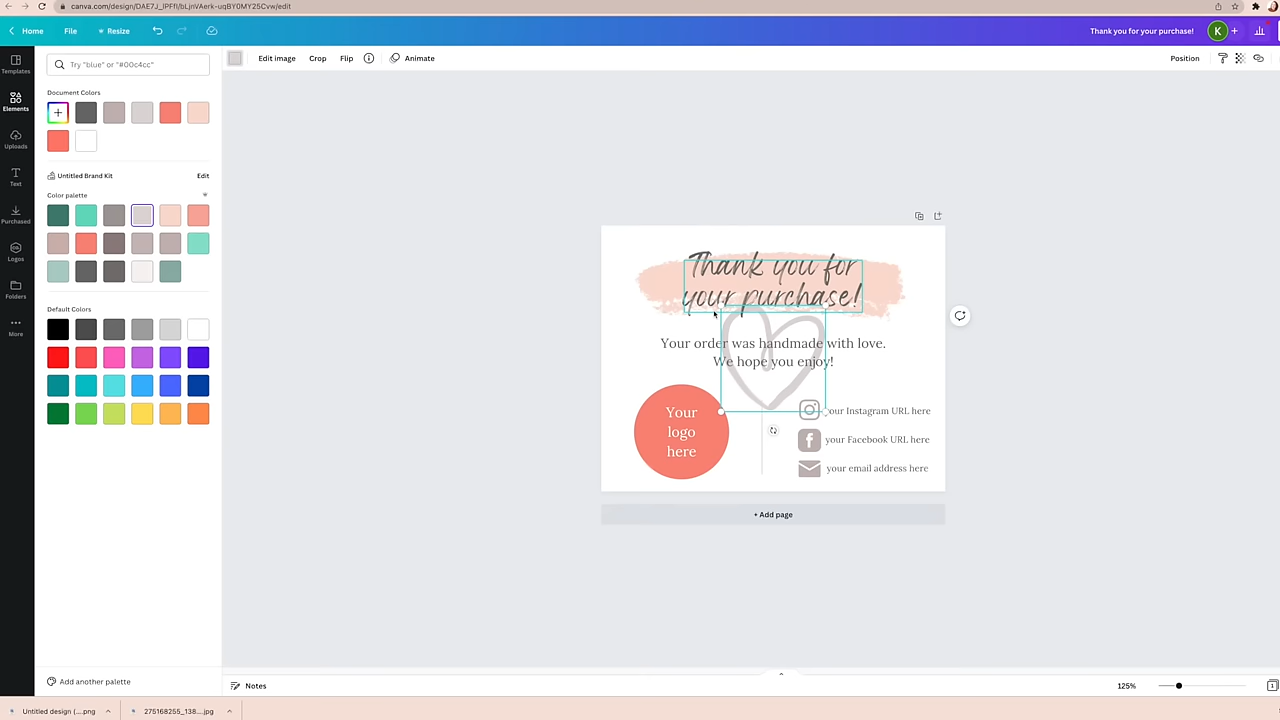 canva.com/design/DAE7J_lPFfI/bLjnVAerk-uqBY0MY25Cvw/edit
Home
File
Resize
Thank you for your purchase!
K
Templates
Elements
Uploads
Text
Purchased
Logos
Folders
More
Try "blue" or "#00c4cc"
Edit image
Crop
Flip
Animate
Position
Document Colors
Untitled Brand Kit
Edit
Color palette
Default Colors
Add another palette
Thank you for
your purchase!
Your order was handmade with love.
We hope you enjoy!
Your
logo
here
your Instagram URL here
your Facebook URL here
your email address here
+ Add page
Notes
125%
1
Untitled design (....png
275168255_138....jpg